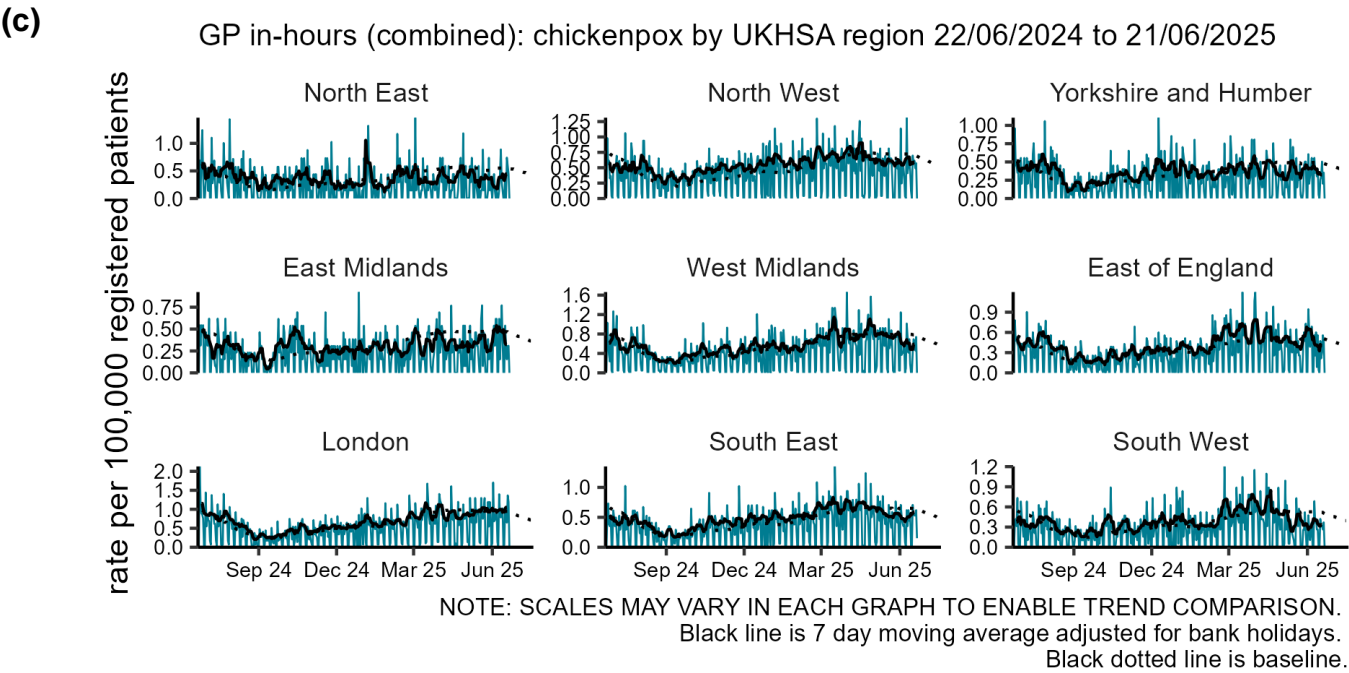 (c)
GP in-hours (combined): chickenpox by UKHSA region 22/06/2024 to 21/06/2025
rate per 100,000 registered patients
North East
1.0
0.5
0.0
North West
1.25
1.00
0.75
0.50
0.25
0.00
Yorkshire and Humber
1.00
0.75
0.50
0.25
0.00
East Midlands
0.75
0.50
0.25
0.00
West Midlands
1.6
1.2
0.8
0.4
0.0
East of England
0.9
0.6
0.3
0.0
London
2.0
1.5
1.0
0.5
0.0
Sep 24 Dec 24 Mar 25 Jun 25
South East
1.0
0.5
0.0
Sep 24 Dec 24 Mar 25 Jun 25
South West
1.2
0.9
0.6
0.3
0.0
Sep 24 Dec 24 Mar 25 Jun 25
NOTE: SCALES MAY VARY IN EACH GRAPH TO ENABLE TREND COMPARISON.
Black line is 7 day moving average adjusted for bank holidays.
Black dotted line is baseline.